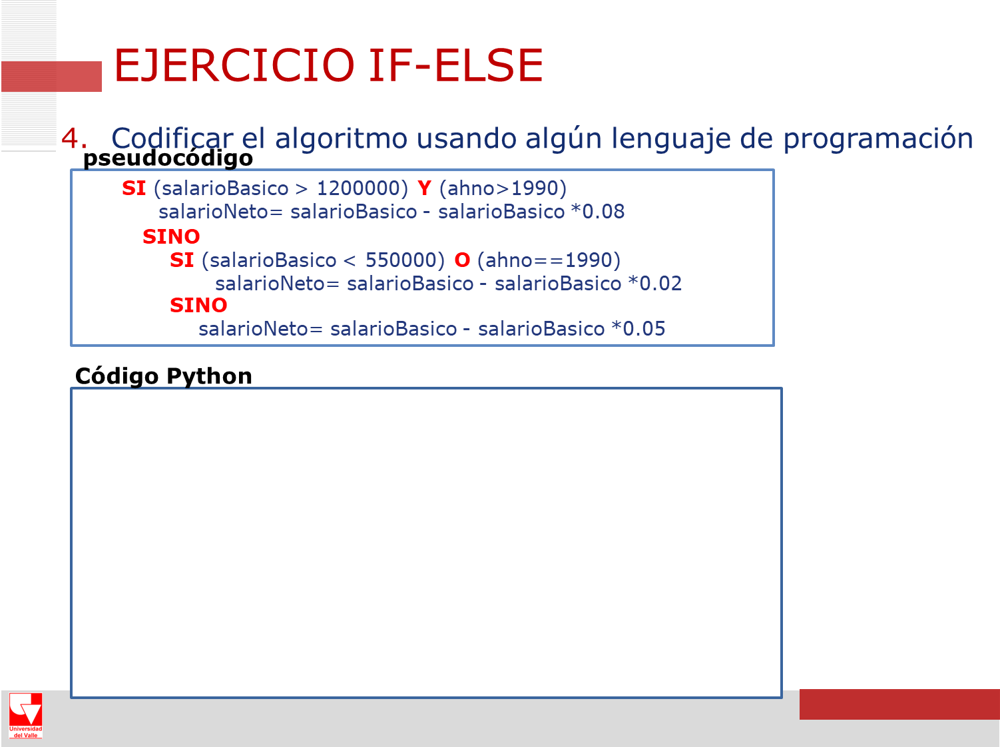 EJERCICIO IF-ELSE
4. Codificar el algoritmo usando algún lenguaje de programación
pseudocódigo
SI (salarioBasico > 1200000) Y (ahno>1990)
salarioNeto= salarioBasico - salarioBasico *0.08
SINO
SI (salarioBasico < 550000) O (ahno==1990)
salarioNeto= salarioBasico - salarioBasico *0.02
SINO
salarioNeto= salarioBasico - salarioBasico *0.05
Código Python
Universidad
del Valle